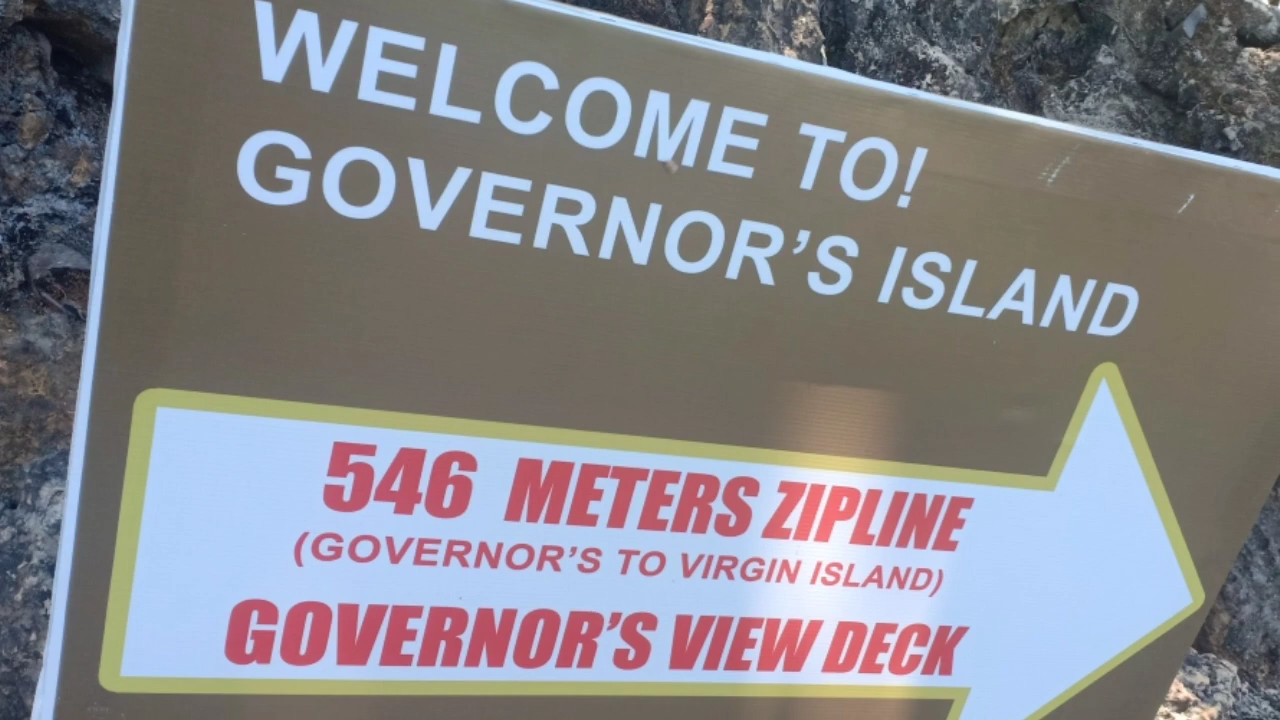 WELCOME TO!
GOVERNOR'S ISLAND
546 METERS ZIPLINE
(GOVERNOR'S TO VIRGIN ISLAND)
GOVERNOR'S VIEW DECK